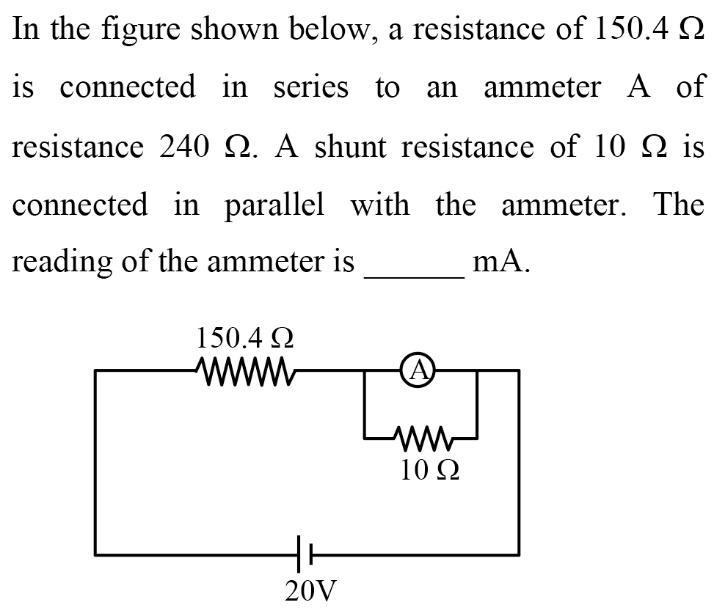 In the figure shown below, a resistance of 150.4 Ω
is connected in series to an ammeter A of
resistance 240 Ω. A shunt resistance of 10 Ω is
connected in parallel with the ammeter. The
reading of the ammeter is ______ mA.
150.4 Ω
A
10 Ω
20V